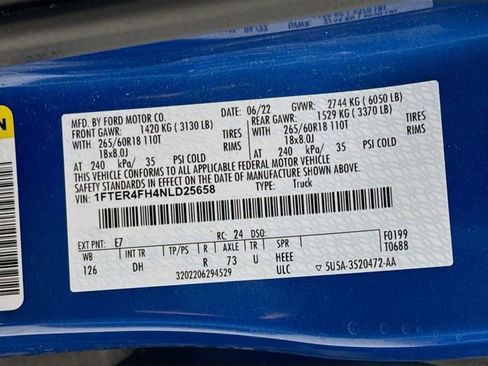 MFD. BY FORD MOTOR CO. 06/22 GVWR: 2744 KG ( 6050 LB)
FRONT GAWR: 1420 KG ( 3130 LB) REAR GAWR: 1529 KG ( 3370 LB)
WITH 265/60R18 110T TIRES WITH 265/60R18 110T TIRES
18x8.0J RIMS 18x8.0J RIMS
AT 240 kPa/ 35 PSI COLD AT 240 kPa/ 35 PSI COLD
THIS VEHICLE CONFORMS TO ALL APPLICABLE FEDERAL MOTOR VEHICLE
SAFETY STANDARDS IN EFFECT ON THE DATE OF MANUFACTURE SHOWN ABOVE.
VIN: 1FTER4FH4NLD25658 TYPE: Truck
F0199
T0688
EXT PNT: E7 RC: 24 DSO:
WB INT TR TP/PS R AXLE TR SPR
126 DH R 73 U HEEE
ULC
3202206294529
5U5A-3520472-AA